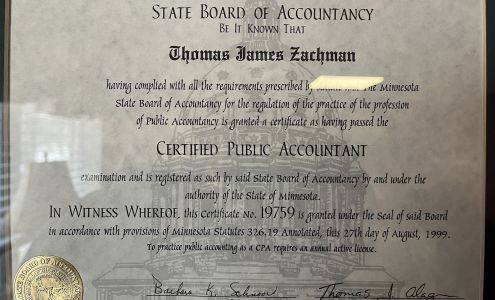 STATE BOARD OF ACCOUNTANCY
BE IT KNOWN THAT
Thomas James Zachman
having complied with all the requirements prescribed by The Minnesota
State Board of Accountancy for the regulation of the practice of the profession
of Public Accountancy is granted a certificate as having passed the
CERTIFIED PUBLIC ACCOUNTANT
examination and is registered as such by said State Board of Accountancy by and under the
authority of the State of Minnesota.
IN WITNESS WHEREOF, this Certificate No. 19759 is granted under the Seal of said Board
in accordance with provisions of Minnesota Statutes 326.19 Annotated, this 27th day of August, 1999.
To practice public accounting as a CPA requires an annual active license.
Barbara K. Thomas J.